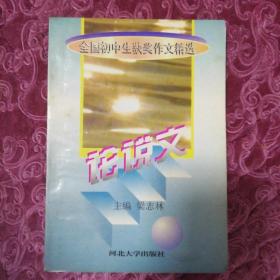 全国初中生获奖作文精选
论说文
主编 梁志林
河北大学出版社